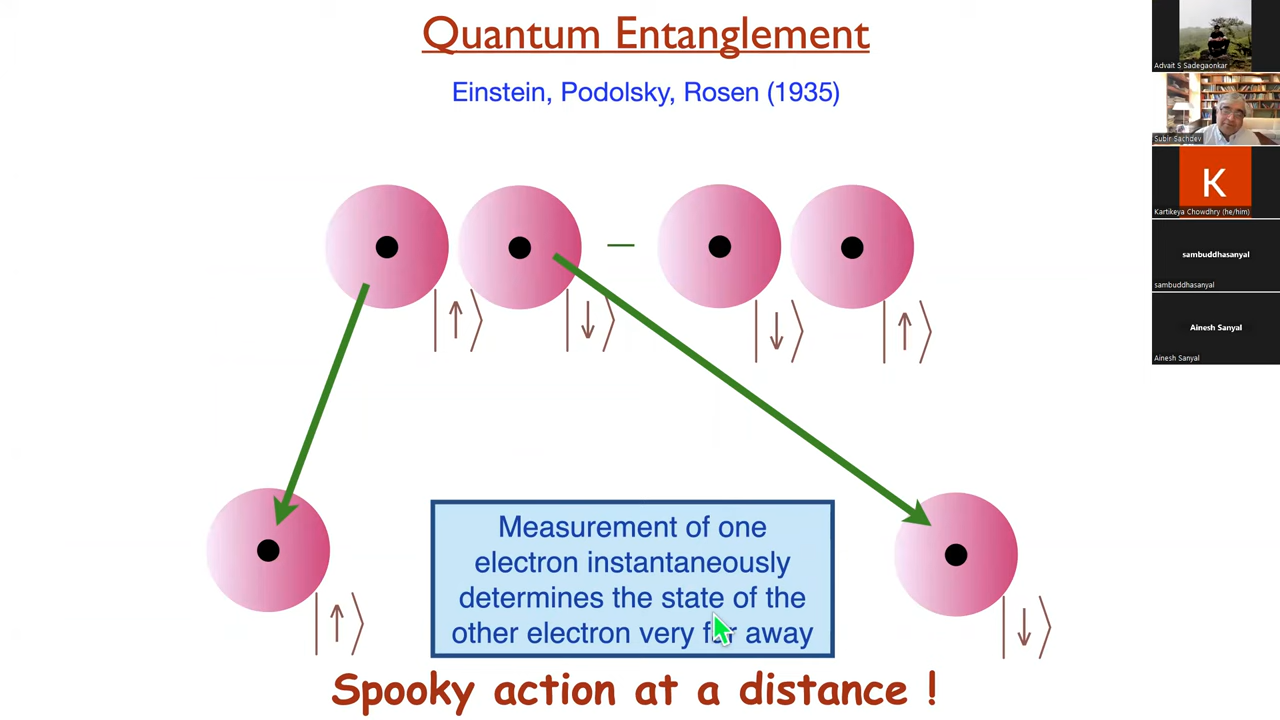 Quantum Entanglement
Einstein, Podolsky, Rosen (1935)
|↑⟩ |↓⟩ − |↓⟩ |↑⟩
Measurement of one
electron instantaneously
determines the state of the
other electron very far away
|↑⟩ |↓⟩
Spooky action at a distance !
Advait S Sadegaonkar
Subir Sachdev
K
Kartikeya Chowdhry (he/him)
sambuddhasanyal
sambuddhasanyal
Ainesh Sanyal
Ainesh Sanyal